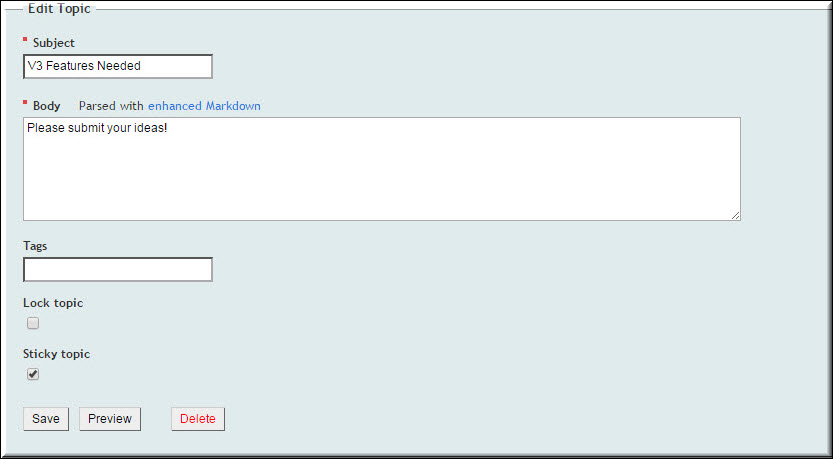 Edit Topic
Subject
V3 Features Needed
Body Parsed with enhanced Markdown
Please submit your ideas!
Tags
Lock topic
Sticky topic
Save Preview Delete